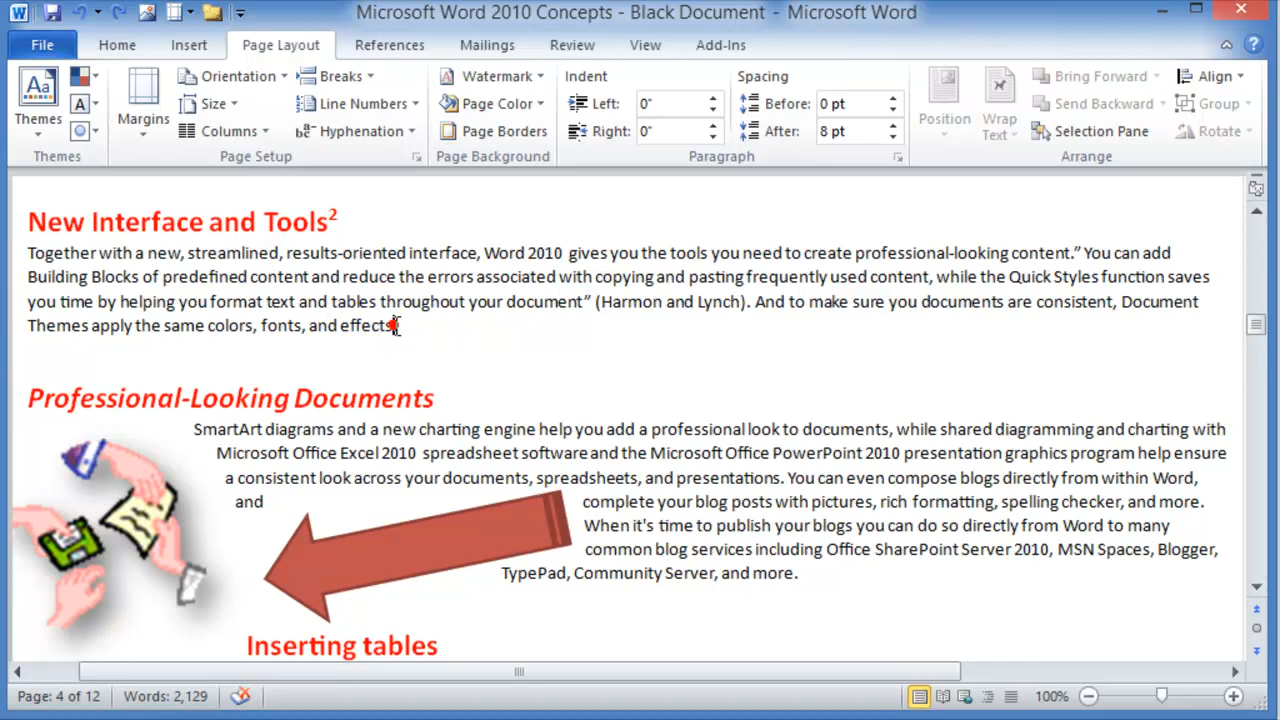 Microsoft Word 2010 Concepts - Black Document - Microsoft Word
File Home Insert Page Layout References Mailings Review View Add-Ins
Themes
Aa
A
Margins
Orientation
Size
Columns
Breaks
Line Numbers
Hyphenation
Watermark
Page Color
Page Borders
Indent
Left: 0"
Right: 0"
Spacing
Before: 0 pt
After: 8 pt
Position
Wrap
Text
Bring Forward
Send Backward
Selection Pane
Align
Group
Rotate
Themes Page Setup Page Background Paragraph Arrange
New Interface and Tools2
Together with a new, streamlined, results-oriented interface, Word 2010 gives you the tools you need to create professional-looking content.” You can add
Building Blocks of predefined content and reduce the errors associated with copying and pasting frequently used content, while the Quick Styles function saves
you time by helping you format text and tables throughout your document” (Harmon and Lynch). And to make sure you documents are consistent, Document
Themes apply the same colors, fonts, and effects
Professional-Looking Documents
SmartArt diagrams and a new charting engine help you add a professional look to documents, while shared diagramming and charting with
Microsoft Office Excel 2010 spreadsheet software and the Microsoft Office PowerPoint 2010 presentation graphics program help ensure
a consistent look across your documents, spreadsheets, and presentations. You can even compose blogs directly from within Word,
and complete your blog posts with pictures, rich formatting, spelling checker, and more.
When it's time to publish your blogs you can do so directly from Word to many
common blog services including Office SharePoint Server 2010, MSN Spaces, Blogger,
TypePad, Community Server, and more.
Inserting tables
Page: 4 of 12 Words: 2,129 100%